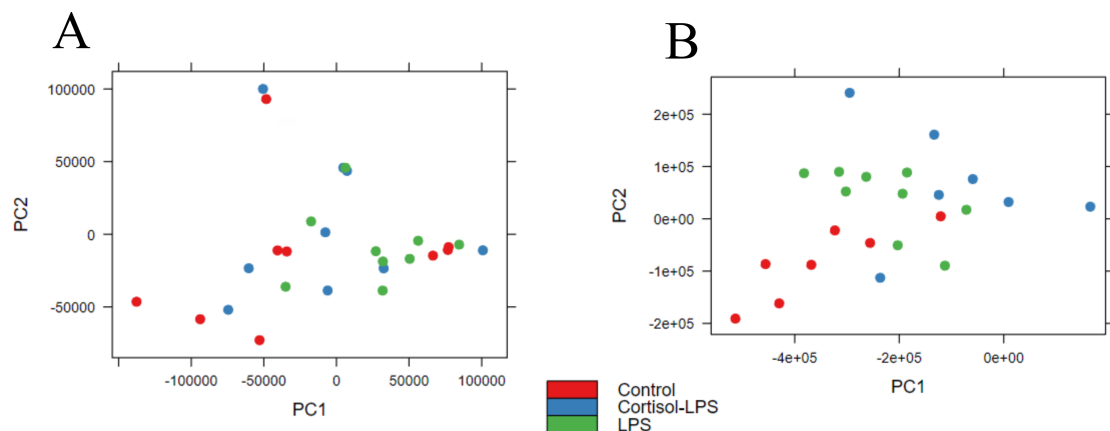 A
B
100000
50000
0
-50000
PC2
-100000
-50000
0
50000
100000
PC1
2e+05
1e+05
0e+00
-1e+05
-2e+05
PC2
-4e+05
-2e+05
0e+00
PC1
Control
Cortisol-LPS
LPS